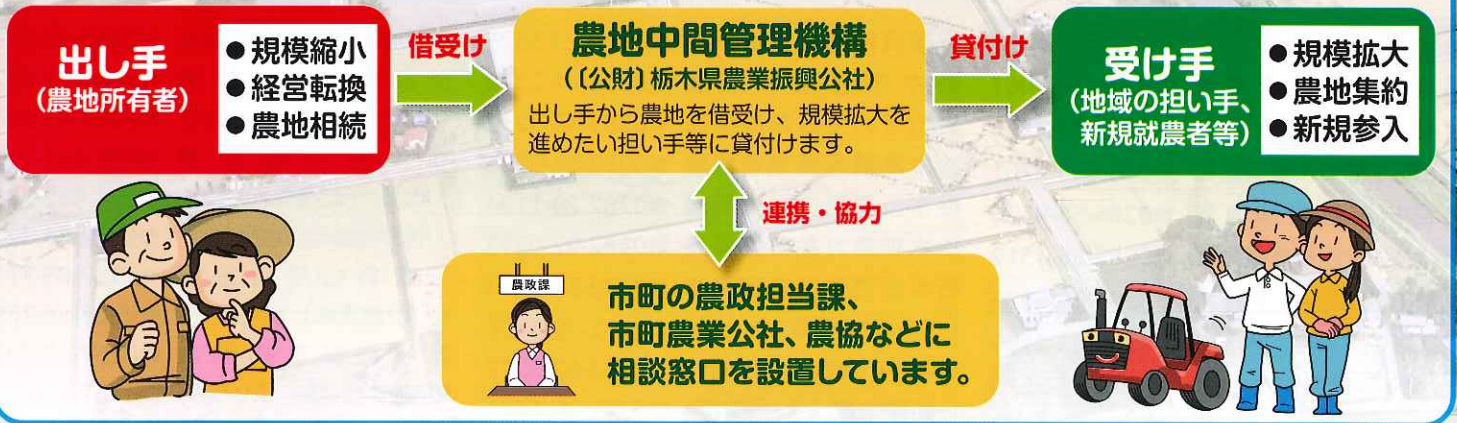 出し手
(農地所有者)
●規模縮小
●経営転換
●農地相続
借受け
農地中間管理機構
(〔公財〕栃木県農業振興公社)
出し手から農地を借受け、規模拡大を
進めたい担い手等に貸付けます。
貸付け
受け手
(地域の担い手、
新規就農者等)
●規模拡大
●農地集約
●新規参入
連携・協力
農政課
市町の農政担当課、
市町農業公社、農協などに
相談窓口を設置しています。